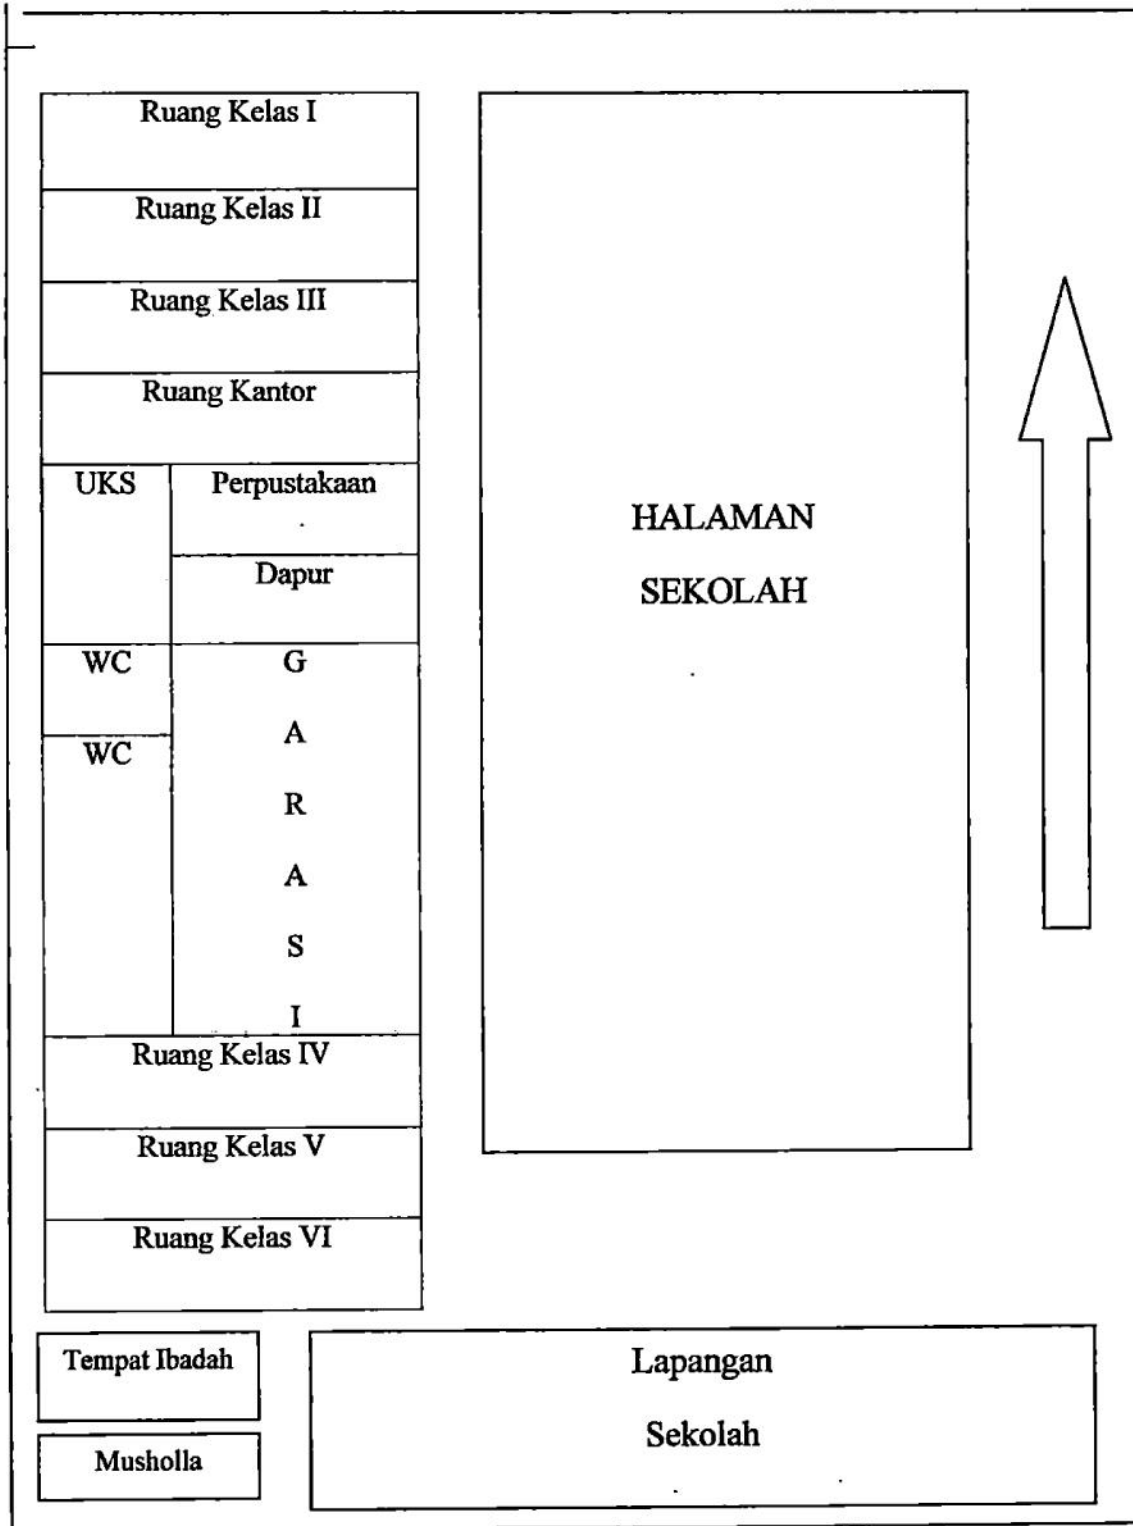 Ruang Kelas I
Ruang Kelas II
Ruang Kelas III
Ruang Kantor
UKS
Perpustakaan
Dapur
WC
WC
G
A
R
A
S
I
Ruang Kelas IV
Ruang Kelas V
Ruang Kelas VI
HALAMAN
SEKOLAH
Tempat Ibadah
Musholla
Lapangan
Sekolah